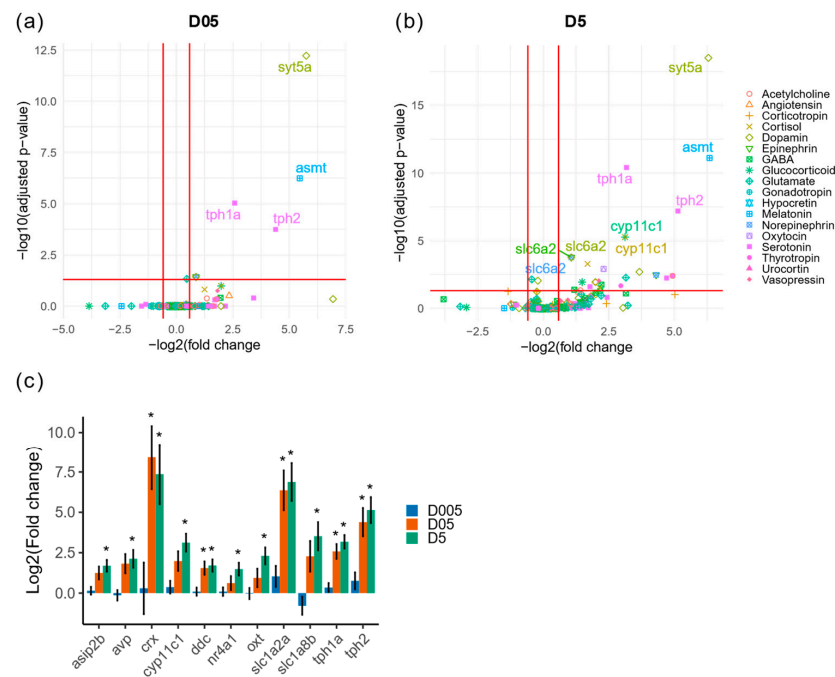 (a)
D05
−log10(adjusted p−value)
12.5
10.0
7.5
5.0
2.5
0.0
syt5a
asmt
tph1a
tph2
−5.0
−2.5
0.0
2.5
5.0
7.5
−log2(fold change
(b)
D5
−log10(adjusted p−value)
15
10
5
0
syt5a
asmt
tph1a
tph2
cyp11c1
slc6a2
slc6a2
cyp11c1
slc6a2
−2.5
0.0
2.5
5.0
−log2(fold change
Acetylcholine
Angiotensin
Corticotropin
Cortisol
Dopamin
Epinephrin
GABA
Glucocorticoid
Glutamate
Gonadotropin
Hypocretin
Melatonin
Norepinephrin
Oxytocin
Serotonin
Thyrotropin
Urocortin
Vasopressin
(c)
Log2(Fold change)
10.0
7.5
5.0
2.5
0.0
* * * * * * * * * * * * * * * *
asip2b
avp
crx
cyp11c1
ddc
nr4a1
oxt
slc1a2a
slc1a8b
tph1a
tph2
D005
D05
D5